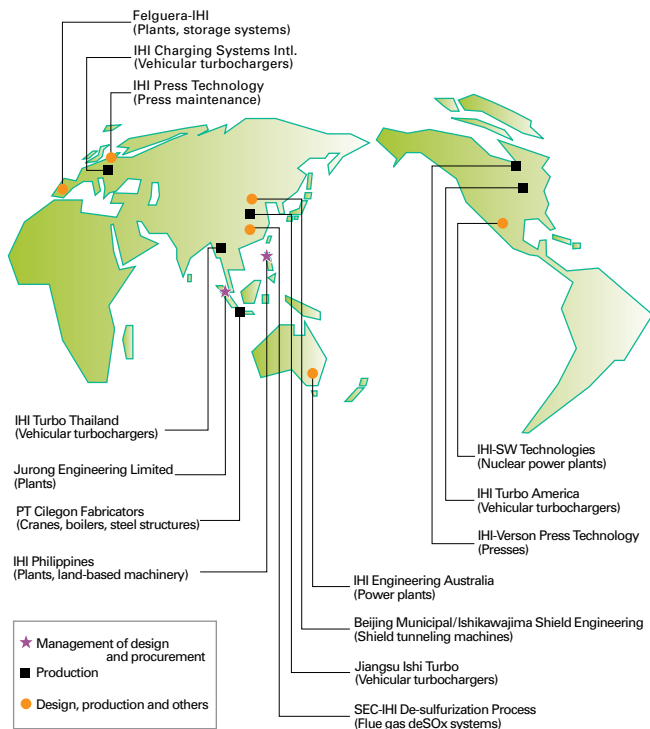 Felguera-IHI
(Plants, storage systems)
IHI Charging Systems Intl.
(Vehicular turbochargers)
IHI Press Technology
(Press maintenance)
IHI Turbo Thailand
(Vehicular turbochargers)
Jurong Engineering Limited
(Plants)
PT Cilegon Fabricators
(Cranes, boilers, steel structures)
IHI Philippines
(Plants, land-based machinery)
IHI-SW Technologies
(Nuclear power plants)
IHI Turbo America
(Vehicular turbochargers)
IHI-Verson Press Technology
(Presses)
IHI Engineering Australia
(Power plants)
Beijing Municipal/Ishikawajima Shield Engineering
(Shield tunneling machines)
Jiangsu Ishi Turbo
(Vehicular turbochargers)
SEC-IHI De-sulfurization Process
(Flue gas deSOx systems)
Management of design
and procurement
Production
Design, production and others